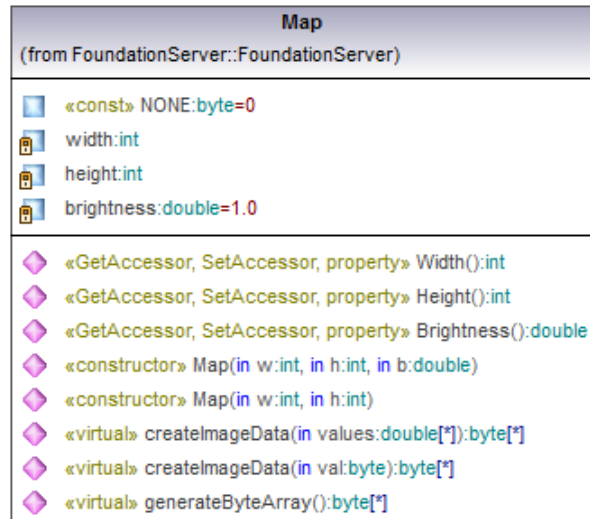 Map
(from FoundationServer::FoundationServer)
«const» NONE:byte=0
width:int
height:int
brightness:double=1.0
«GetAccessor, SetAccessor, property» Width():int
«GetAccessor, SetAccessor, property» Height():int
«GetAccessor, SetAccessor, property» Brightness():double
«constructor» Map(in w:int, in h:int, in b:double)
«constructor» Map(in w:int, in h:int)
«virtual» createImageData(in values:double[*]):byte[*]
«virtual» createImageData(in val:byte):byte[*]
«virtual» generateByteArray():byte[*]